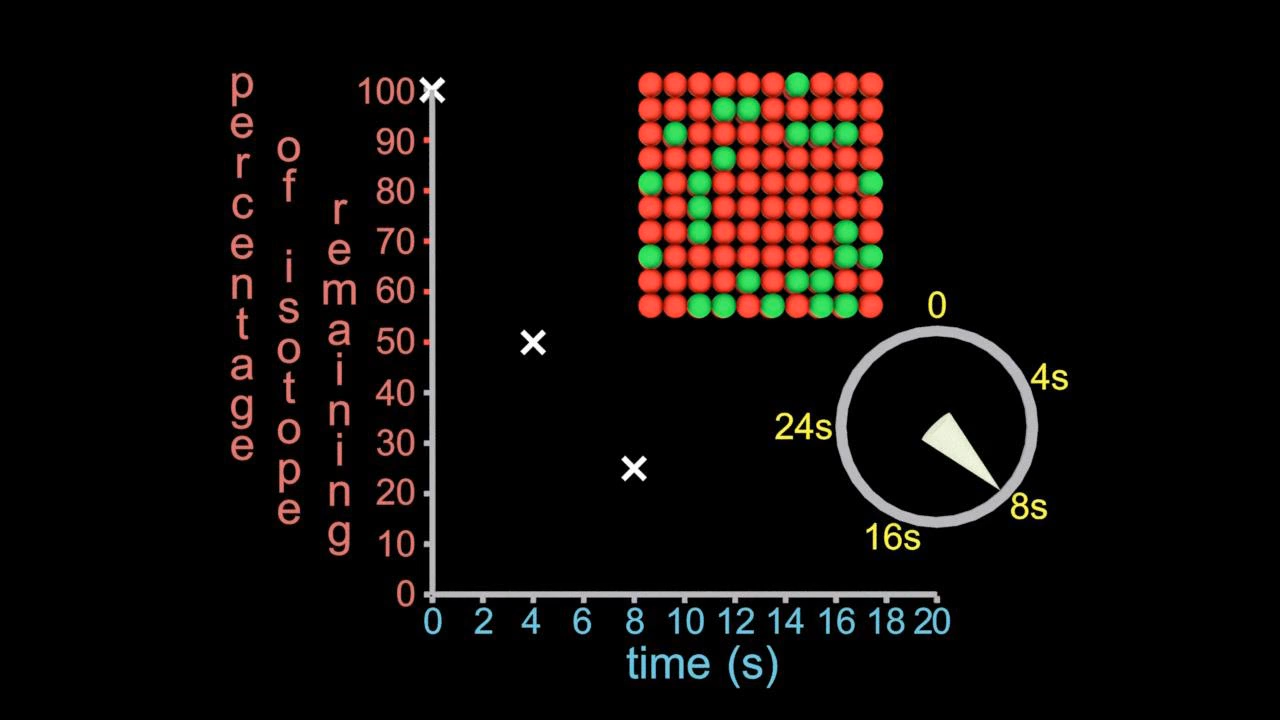 percentage
of isotope
remaining
100
90
80
70
60
50
40
30
20
10
0
0 2 4 6 8 10 12 14 16 18 20
time (s)
0
4s
8s
16s
24s